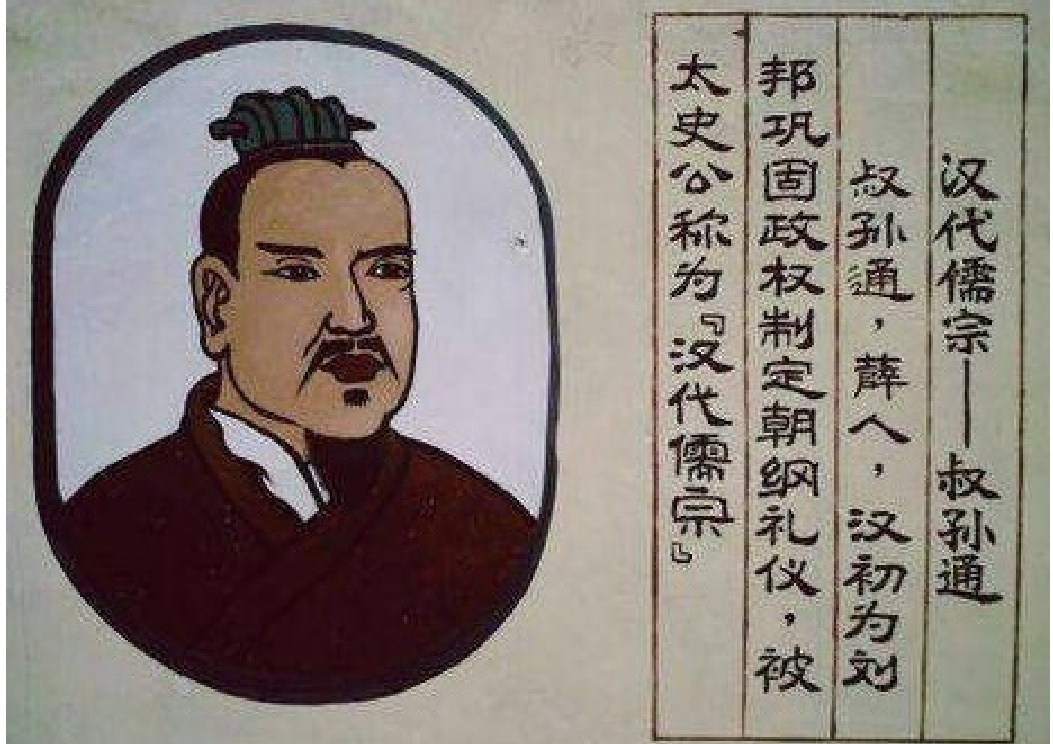 汉代儒宗——叔孙通
叔孙通，薛人，汉初为刘
邦巩固政权制定朝纲礼仪，被
太史公称为『汉代儒宗』